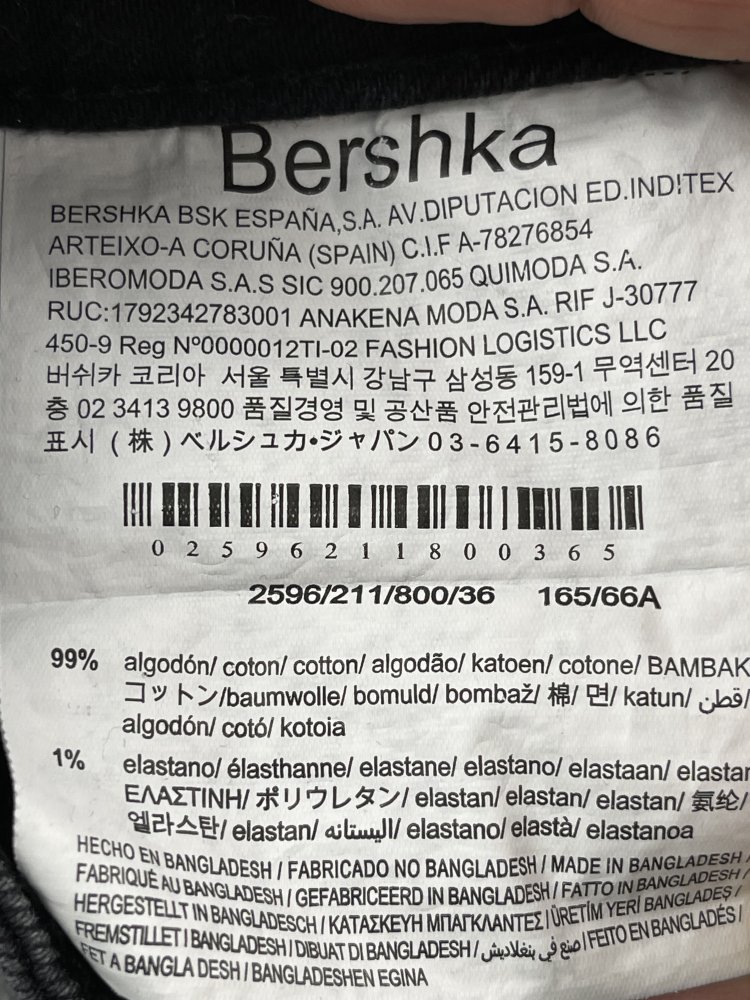 Bershka
BERSHKA BSK ESPAÑA,S.A. AV.DIPUTACION ED.INDITEX
ARTEIXO-A CORUÑA (SPAIN) C.I.F A-78276854
IBEROMODA S.A.S SIC 900.207.065 QUIMODA S.A.
RUC:1792342783001 ANAKENA MODA S.A. RIF J-30777
450-9 Reg Nº0000012TI-02 FASHION LOGISTICS LLC
버쉬카 코리아 서울 특별시 강남구 삼성동 159-1 무역센터 20
층 02 3413 9800 품질경영 및 공산품 안전관리법에 의한 품질
표시 (株)ベルシュカ•ジャパン 03-6415-8086
02596211800365
2596/211/800/36 165/66A
99% algodón/ coton/ cotton/ algodão/ katoen/ cotone/ BAMBAK
コットン/baumwolle/ bomuld/ bombaž/ 棉/ 면/ katun/ قطن/
algodón/ cotó/ kotoia
1% elastano/ élasthanne/ elastane/ elastano/ elastaan/ elastan
ΕΛΑΣΤΙΝΗ/ ポリウレタン/ elastan/ elastan/ elastan/ 氨纶/
엘라스탄/ elastan/ اليستانه/ elastano/ elastà/ elastanoa
HECHO EN BANGLADESH / FABRICADO NO BANGLADESH / MADE IN BANGLADESH /
FABRIQUÉ AU BANGLADESH / GEFABRICEERD IN BANGLADESH / FATTO IN BANGLADESH /
HERGESTELLT IN BANGLADESCH / ΚΑΤΑΣΚΕΥΗ ΜΠΑΓΚΛΑΝΤΕΣ / ÜRETİM YERİ BANGLADEŞ /
FREMSTILLET I BANGLADESH / DIBUAT DI BANGLADESH / صنع في بنغلاديش / FEITO EN BANGLADÉS /
FET A BANGLA DESH / BANGLADESHEN EGINA